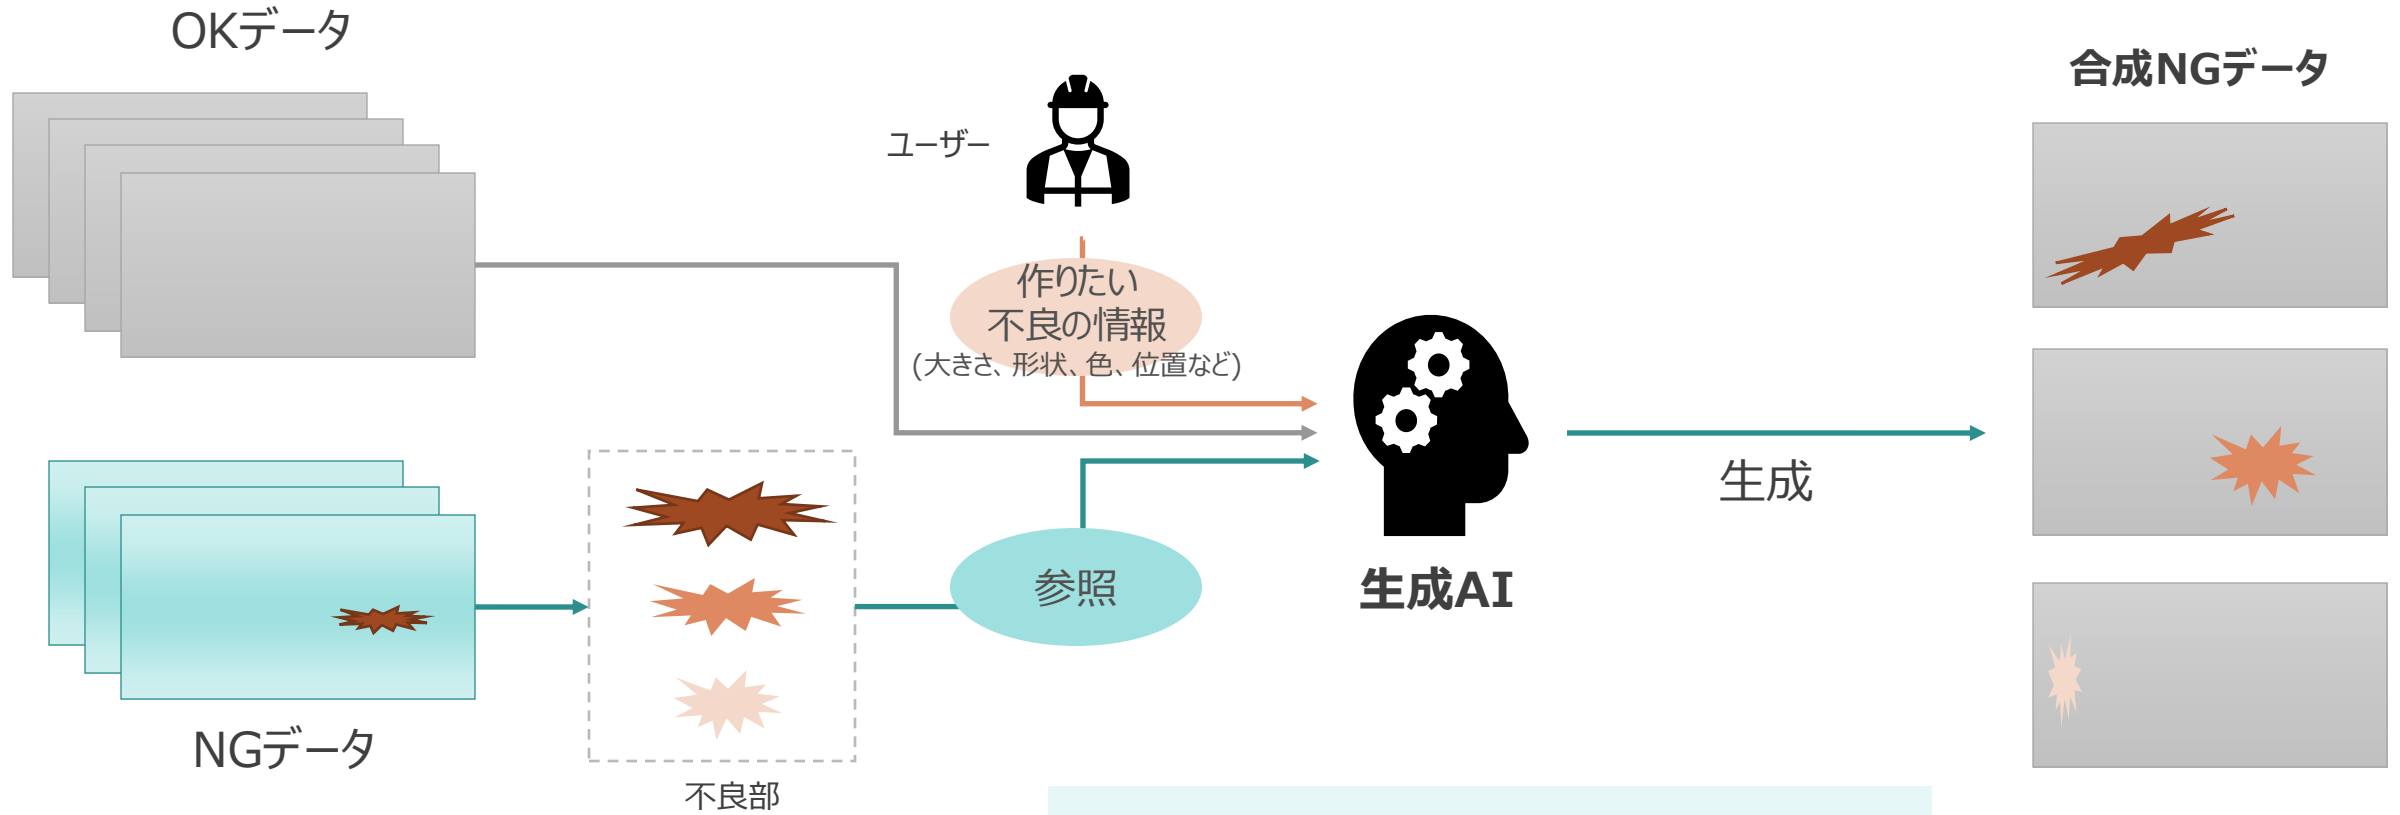 OKデータ
合成NGデータ
ユーザー
作りたい
不良の情報
(大きさ、形状、色、位置など)
生成
参照
生成AI
NGデータ
不良部